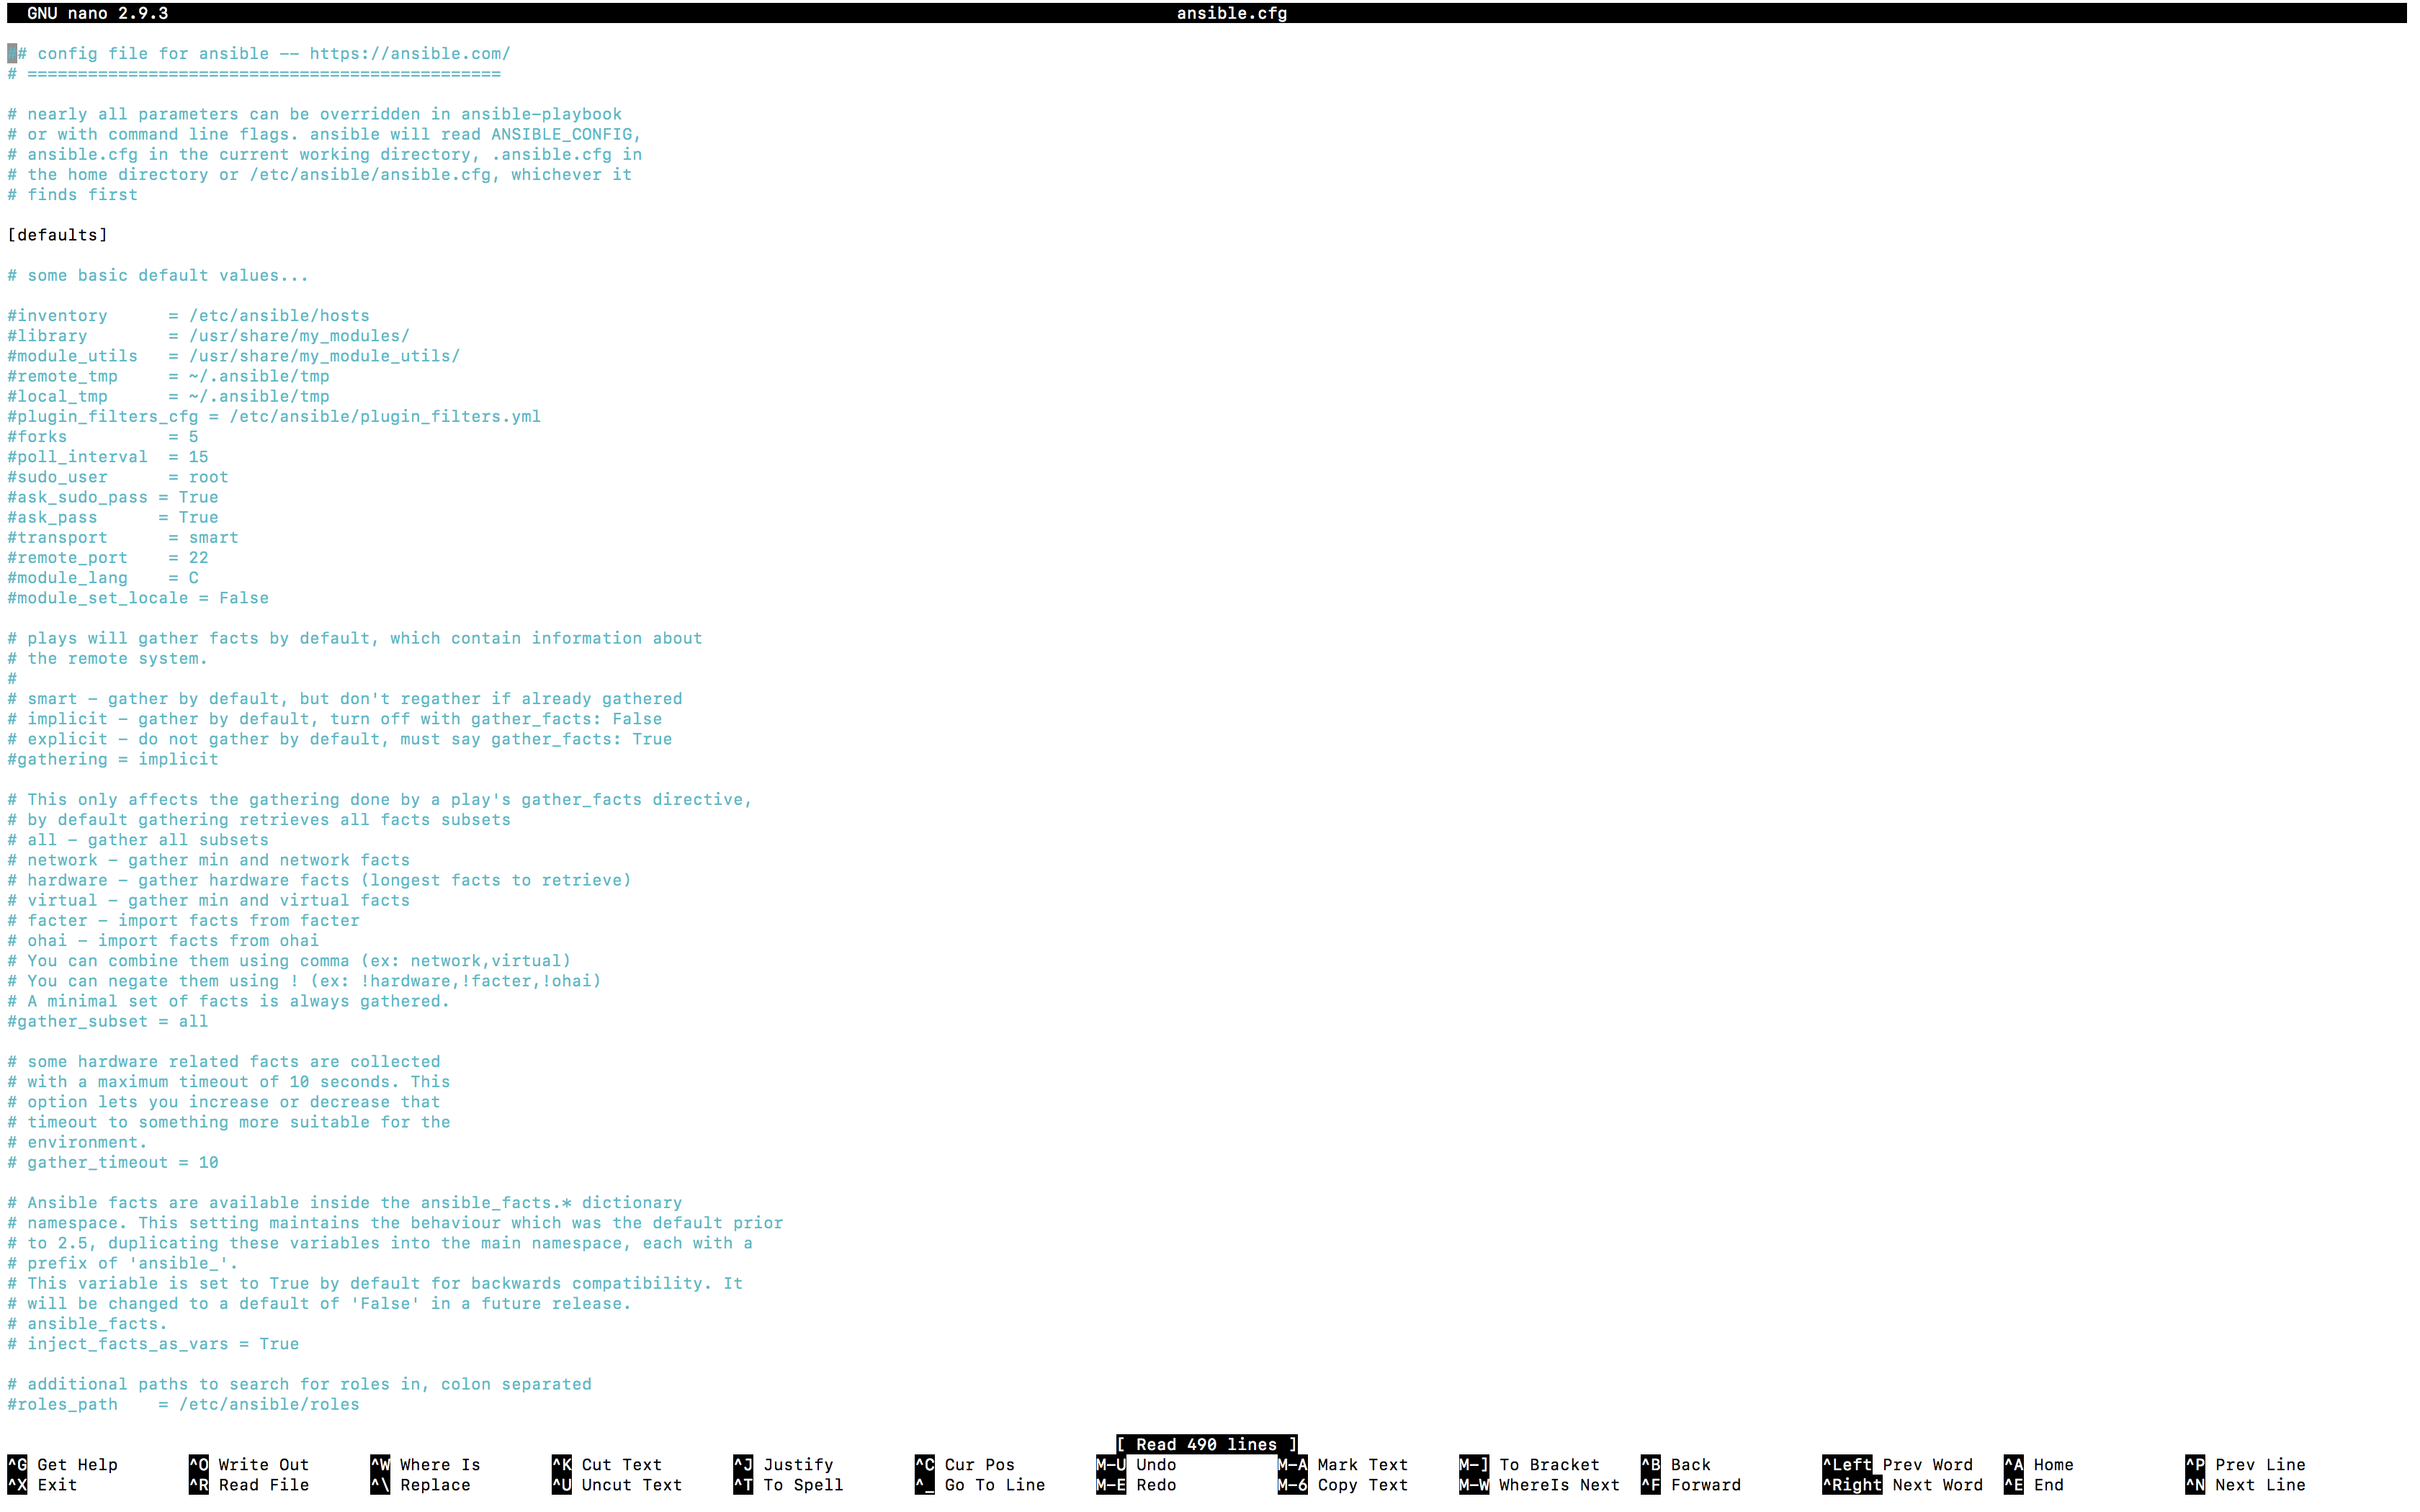 GNU nano 2.9.3 ansible.cfg
## config file for ansible -- https://ansible.com/
# ===============================================
# nearly all parameters can be overridden in ansible-playbook
# or with command line flags. ansible will read ANSIBLE_CONFIG,
# ansible.cfg in the current working directory, .ansible.cfg in
# the home directory or /etc/ansible/ansible.cfg, whichever it
# finds first
[defaults]
# some basic default values...
#inventory      = /etc/ansible/hosts
#library        = /usr/share/my_modules/
#module_utils   = /usr/share/my_module_utils/
#remote_tmp     = ~/.ansible/tmp
#local_tmp      = ~/.ansible/tmp
#plugin_filters_cfg = /etc/ansible/plugin_filters.yml
#forks          = 5
#poll_interval  = 15
#sudo_user      = root
#ask_sudo_pass = True
#ask_pass      = True
#transport      = smart
#remote_port    = 22
#module_lang    = C
#module_set_locale = False
# plays will gather facts by default, which contain information about
# the remote system.
#
# smart - gather by default, but don't regather if already gathered
# implicit - gather by default, turn off with gather_facts: False
# explicit - do not gather by default, must say gather_facts: True
#gathering = implicit
# This only affects the gathering done by a play's gather_facts directive,
# by default gathering retrieves all facts subsets
# all - gather all subsets
# network - gather min and network facts
# hardware - gather hardware facts (longest facts to retrieve)
# virtual - gather min and virtual facts
# facter - import facts from facter
# ohai - import facts from ohai
# You can combine them using comma (ex: network,virtual)
# You can negate them using ! (ex: !hardware,!facter,!ohai)
# A minimal set of facts is always gathered.
#gather_subset = all
# some hardware related facts are collected
# with a maximum timeout of 10 seconds. This
# option lets you increase or decrease that
# timeout to something more suitable for the
# environment.
# gather_timeout = 10
# Ansible facts are available inside the ansible_facts.* dictionary
# namespace. This setting maintains the behaviour which was the default prior
# to 2.5, duplicating these variables into the main namespace, each with a
# prefix of 'ansible_'.
# This variable is set to True by default for backwards compatibility. It
# will be changed to a default of 'False' in a future release.
# ansible_facts.
# inject_facts_as_vars = True
# additional paths to search for roles in, colon separated
#roles_path    = /etc/ansible/roles
[ Read 490 lines ]
^G Get Help ^O Write Out ^W Where Is ^K Cut Text ^J Justify ^C Cur Pos M-U Undo M-A Mark Text M-] To Bracket ^B Back ^Left Prev Word ^A Home ^P Prev Line
^X Exit ^R Read File ^\ Replace ^U Uncut Text ^T To Spell ^_ Go To Line M-E Redo M-6 Copy Text M-W WhereIs Next ^F Forward ^Right Next Word ^E End ^N Next Line